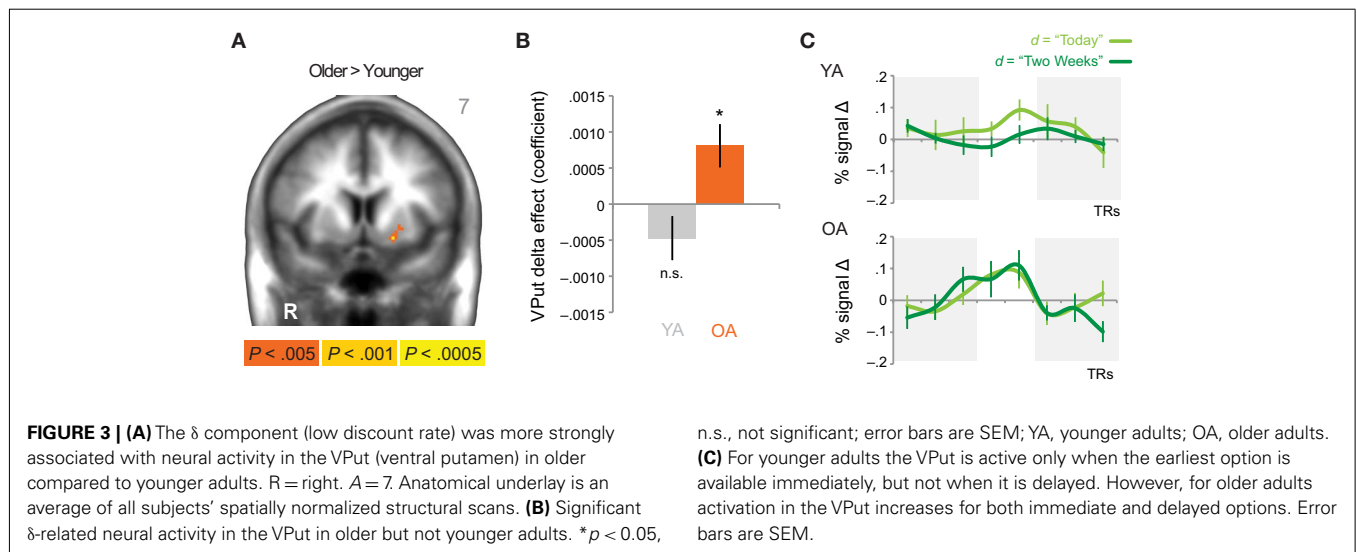 A
Older > Younger
7
R
P < .005 P < .001 P < .0005
B
VPut delta effect (coefficient)
.0015
.0010
.0005
0
−.0005
−.0010
−.0015
*
n.s.
YA OA
C
d = “Today”
d = “Two Weeks”
YA
% signal Δ
.2
.1
0
−.1
−.2
TRs
OA
% signal Δ
.2
.1
0
−.1
−.2
TRs
FIGURE 3 | (A) The δ component (low discount rate) was more strongly
associated with neural activity in the VPut (ventral putamen) in older
compared to younger adults. R = right. A = 7. Anatomical underlay is an
average of all subjects’ spatially normalized structural scans. (B) Significant
δ-related neural activity in the VPut in older but not younger adults. *p < 0.05,
n.s., not significant; error bars are SEM; YA, younger adults; OA, older adults.
(C) For younger adults the VPut is active only when the earliest option is
available immediately, but not when it is delayed. However, for older adults
activation in the VPut increases for both immediate and delayed options. Error
bars are SEM.